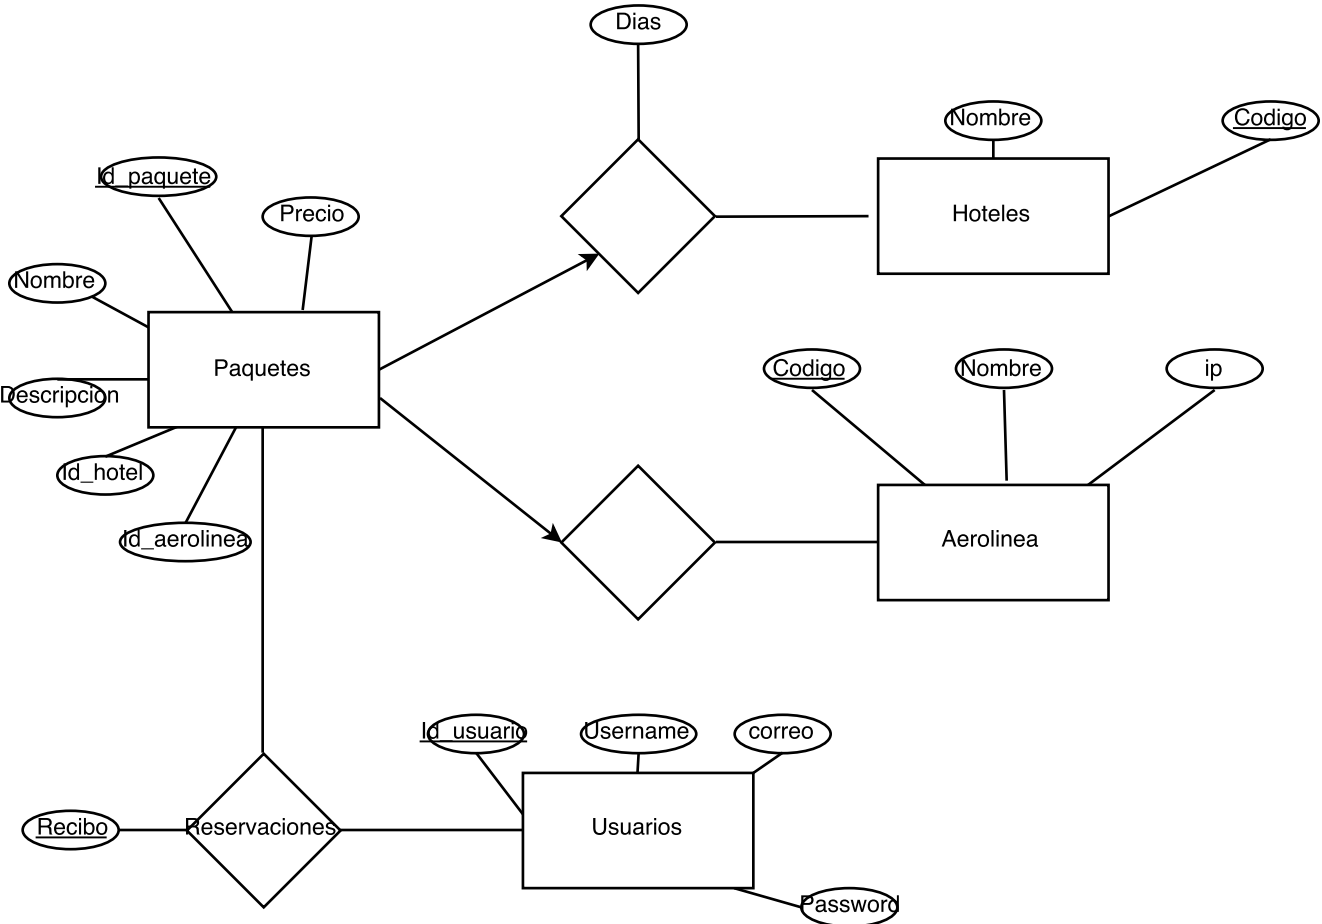 Dias
Nombre
Codigo
Id_paquete
Precio
Hoteles
Nombre
Paquetes
Codigo
Nombre
ip
Descripcion
Id_hotel
Id_aerolinea
Aerolinea
Id_usuario
Username
correo
Recibo
Reservaciones
Usuarios
Password